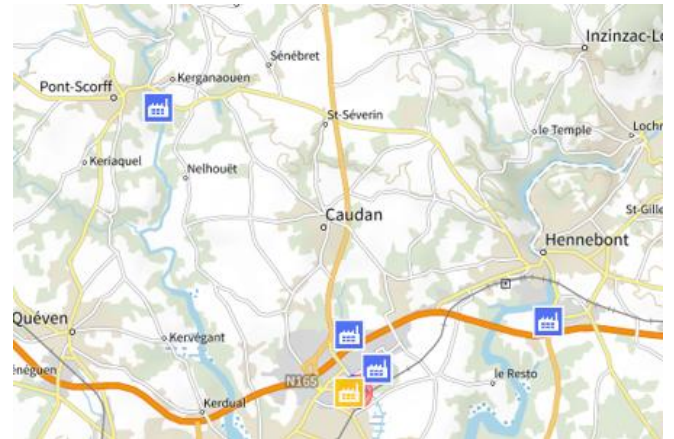 Inzinzac-Lo
Sénébret
Kerganaouen
Pont-Scorff
St-Séverin
le Temple
Lochr
Keriaquel
Nelhouët
Caudan
St-Gille
Hennebont
Quéven
Kervégant
éneguen
N165
le Resto
Kerdual